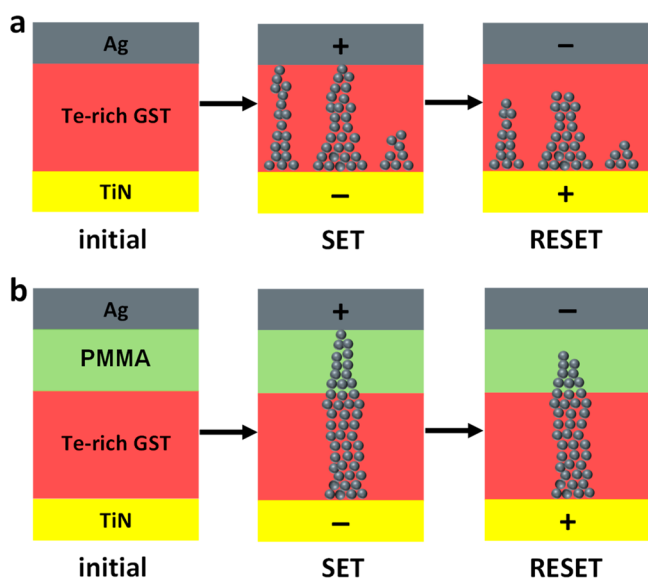 a
Ag
Te-rich GST
TiN
initial
+
−
SET
−
+
RESET
b
Ag
PMMA
Te-rich GST
TiN
initial
+
−
SET
−
+
RESET